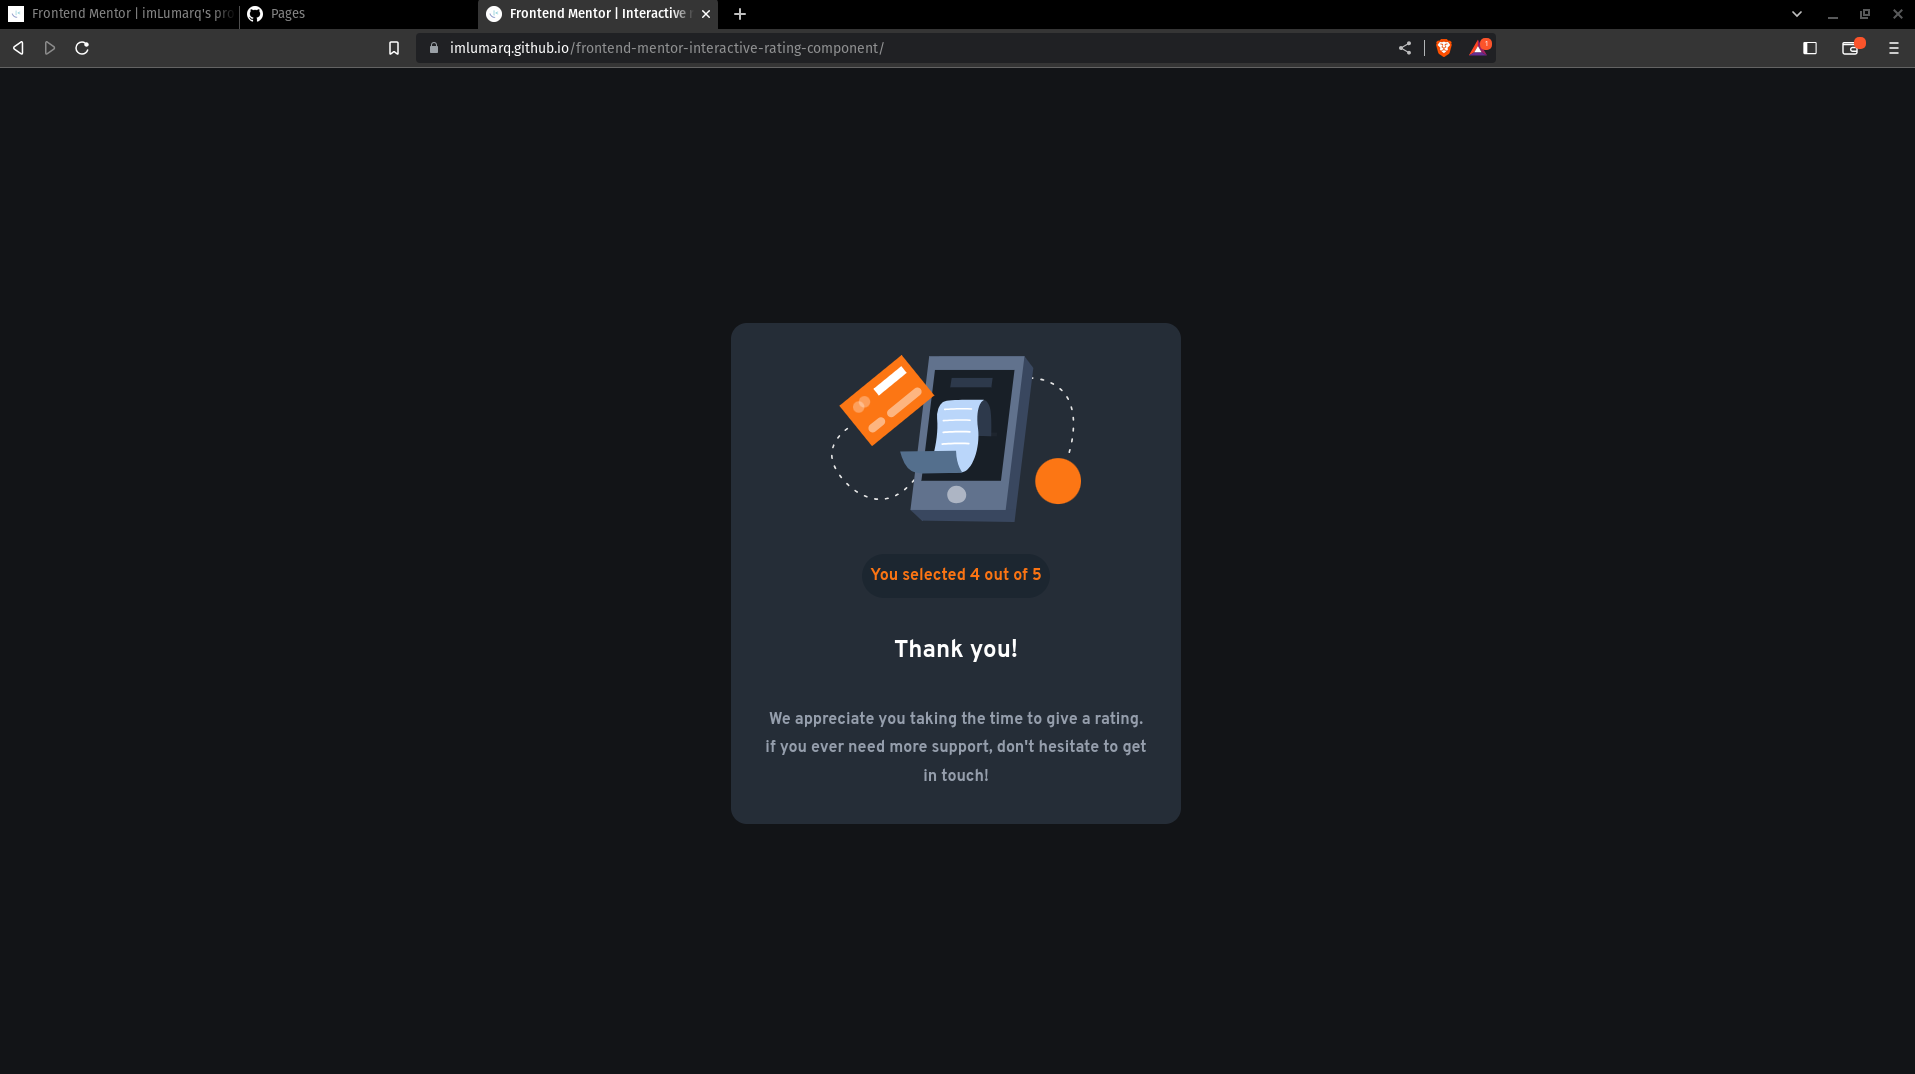 Frontend Mentor | imLumarq's pro
Pages
Frontend Mentor | Interactive r
imlumarq.github.io/frontend-mentor-interactive-rating-component/
1
You selected 4 out of 5
Thank you!
We appreciate you taking the time to give a rating.
if you ever need more support, don't hesitate to get
in touch!